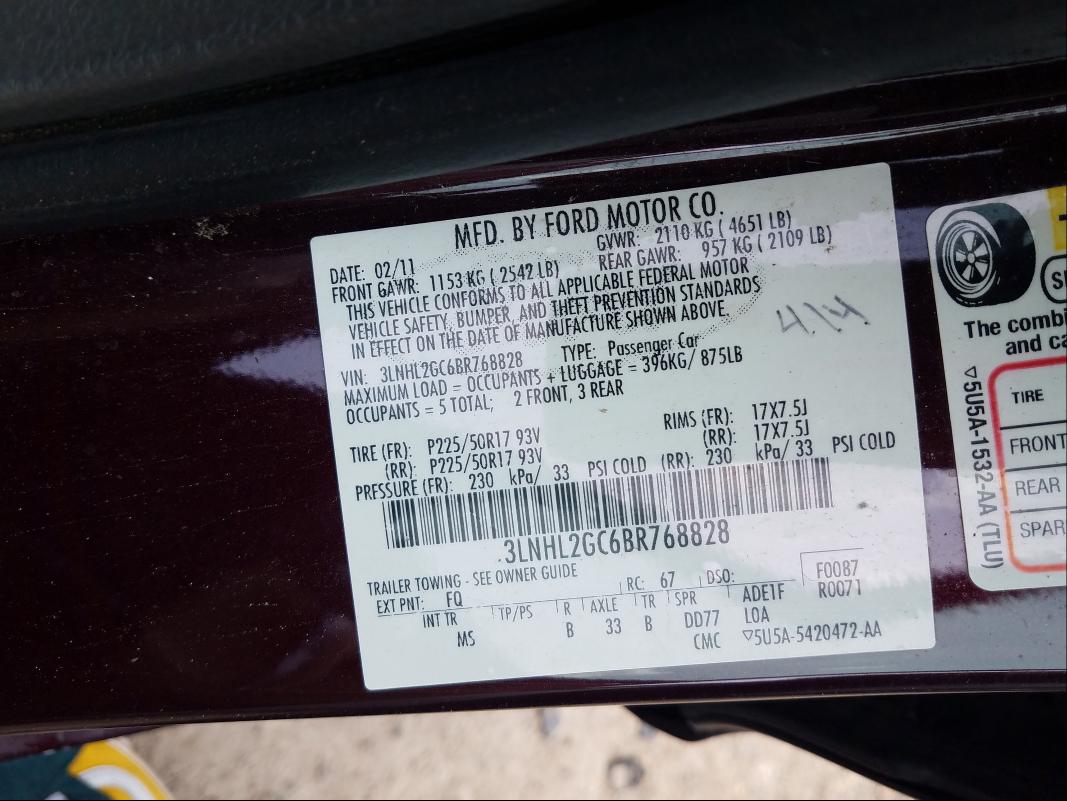 MFD. BY FORD MOTOR CO.
DATE: 02/11 GVWR: 2110 KG ( 4651 LB)
FRONT GAWR: 1153 KG ( 2542 LB) REAR GAWR: 957 KG ( 2109 LB)
THIS VEHICLE CONFORMS TO ALL APPLICABLE FEDERAL MOTOR
VEHICLE SAFETY, BUMPER, AND THEFT PREVENTION STANDARDS
IN EFFECT ON THE DATE OF MANUFACTURE SHOWN ABOVE.
VIN: 3LNHL2GC6BR768828 TYPE: Passenger Car
MAXIMUM LOAD = OCCUPANTS + LUGGAGE = 396KG/ 875LB
OCCUPANTS = 5 TOTAL, 2 FRONT, 3 REAR
TIRE (FR): P225/50R17 93V RIMS (FR): 17X7.5J
(RR): P225/50R17 93V (RR): 17X7.5J
PRESSURE (FR): 230 kPa/ 33 PSI COLD (RR): 230 kPa/ 33 PSI COLD
3LNHL2GC6BR768828
TRAILER TOWING - SEE OWNER GUIDE
EXT PNT: FQ RC: 67 DSO: F0087
R0071
INT TR TP/PS R AXLE TR SPR ADE1F
MS B 33 B DD77 LOA
CMC ▽5U5A-5420472-AA
The combi
and ca
▽5U5A-1532-AA (TLU)
TIRE
FRONT
REAR
SPAR